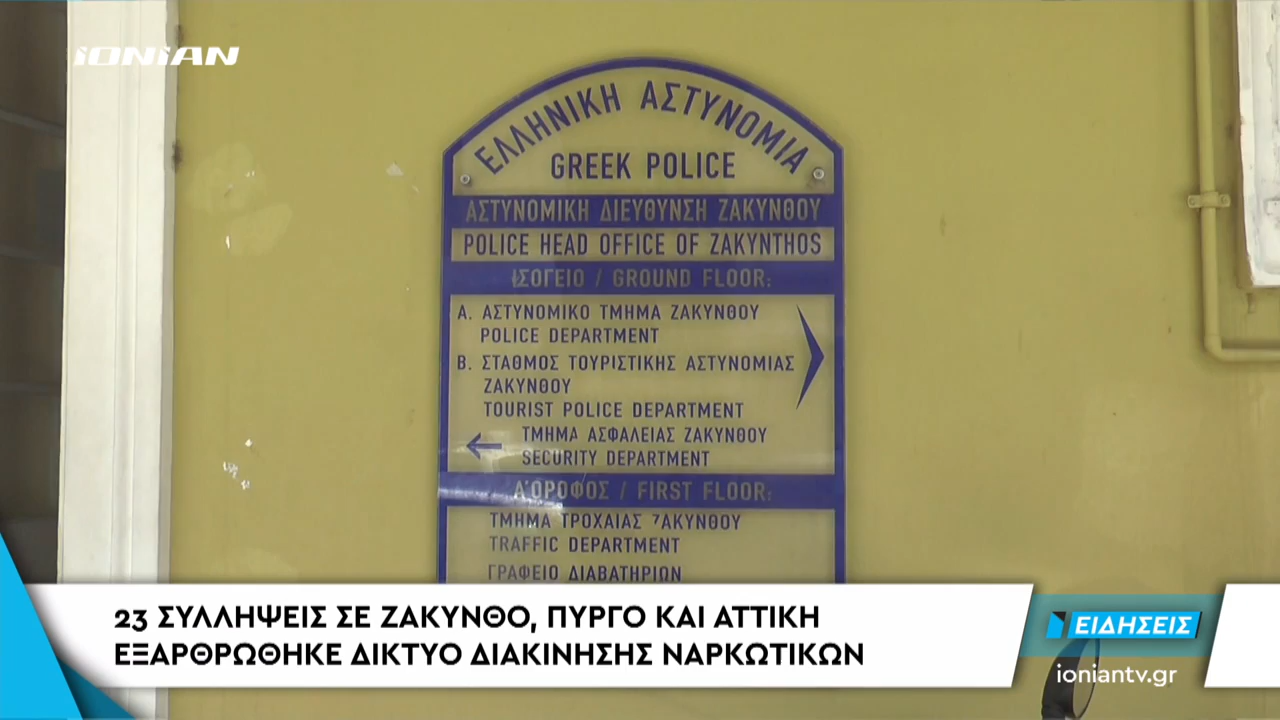 IONIAN
ΕΛΛΗΝΙΚΗ ΑΣΤΥΝΟΜΙΑ
GREEK POLICE
ΑΣΤΥΝΟΜΙΚΗ ΔΙΕΥΘΥΝΣΗ ΖΑΚΥΝΘΟΥ
POLICE HEAD OFFICE OF ZAKYNTHOS
ΙΣΟΓΕΙΟ / GROUND FLOOR:
Α. ΑΣΤΥΝΟΜΙΚΟ ΤΜΗΜΑ ΖΑΚΥΝΘΟΥ
POLICE DEPARTMENT
Β. ΣΤΑΘΜΟΣ ΤΟΥΡΙΣΤΙΚΗΣ ΑΣΤΥΝΟΜΙΑΣ
ΖΑΚΥΝΘΟΥ
TOURIST POLICE DEPARTMENT
ΤΜΗΜΑ ΑΣΦΑΛΕΙΑΣ ΖΑΚΥΝΘΟΥ
SECURITY DEPARTMENT
Α'ΟΡΟΦΟΣ / FIRST FLOOR:
ΤΜΗΜΑ ΤΡΟΧΑΙΑΣ ΖΑΚΥΝΘΟΥ
TRAFFIC DEPARTMENT
ΓΡΑΦΕΙΟ ΔΙΑΒΑΤΗΡΙΩΝ
23 ΣΥΛΛΗΨΕΙΣ ΣΕ ΖΑΚΥΝΘΟ, ΠΥΡΓΟ ΚΑΙ ΑΤΤΙΚΗ
ΕΞΑΡΘΡΩΘΗΚΕ ΔΙΚΤΥΟ ΔΙΑΚΙΝΗΣΗΣ ΝΑΡΚΩΤΙΚΩΝ
ΕΙΔΗΣΕΙΣ
ioniantv.gr